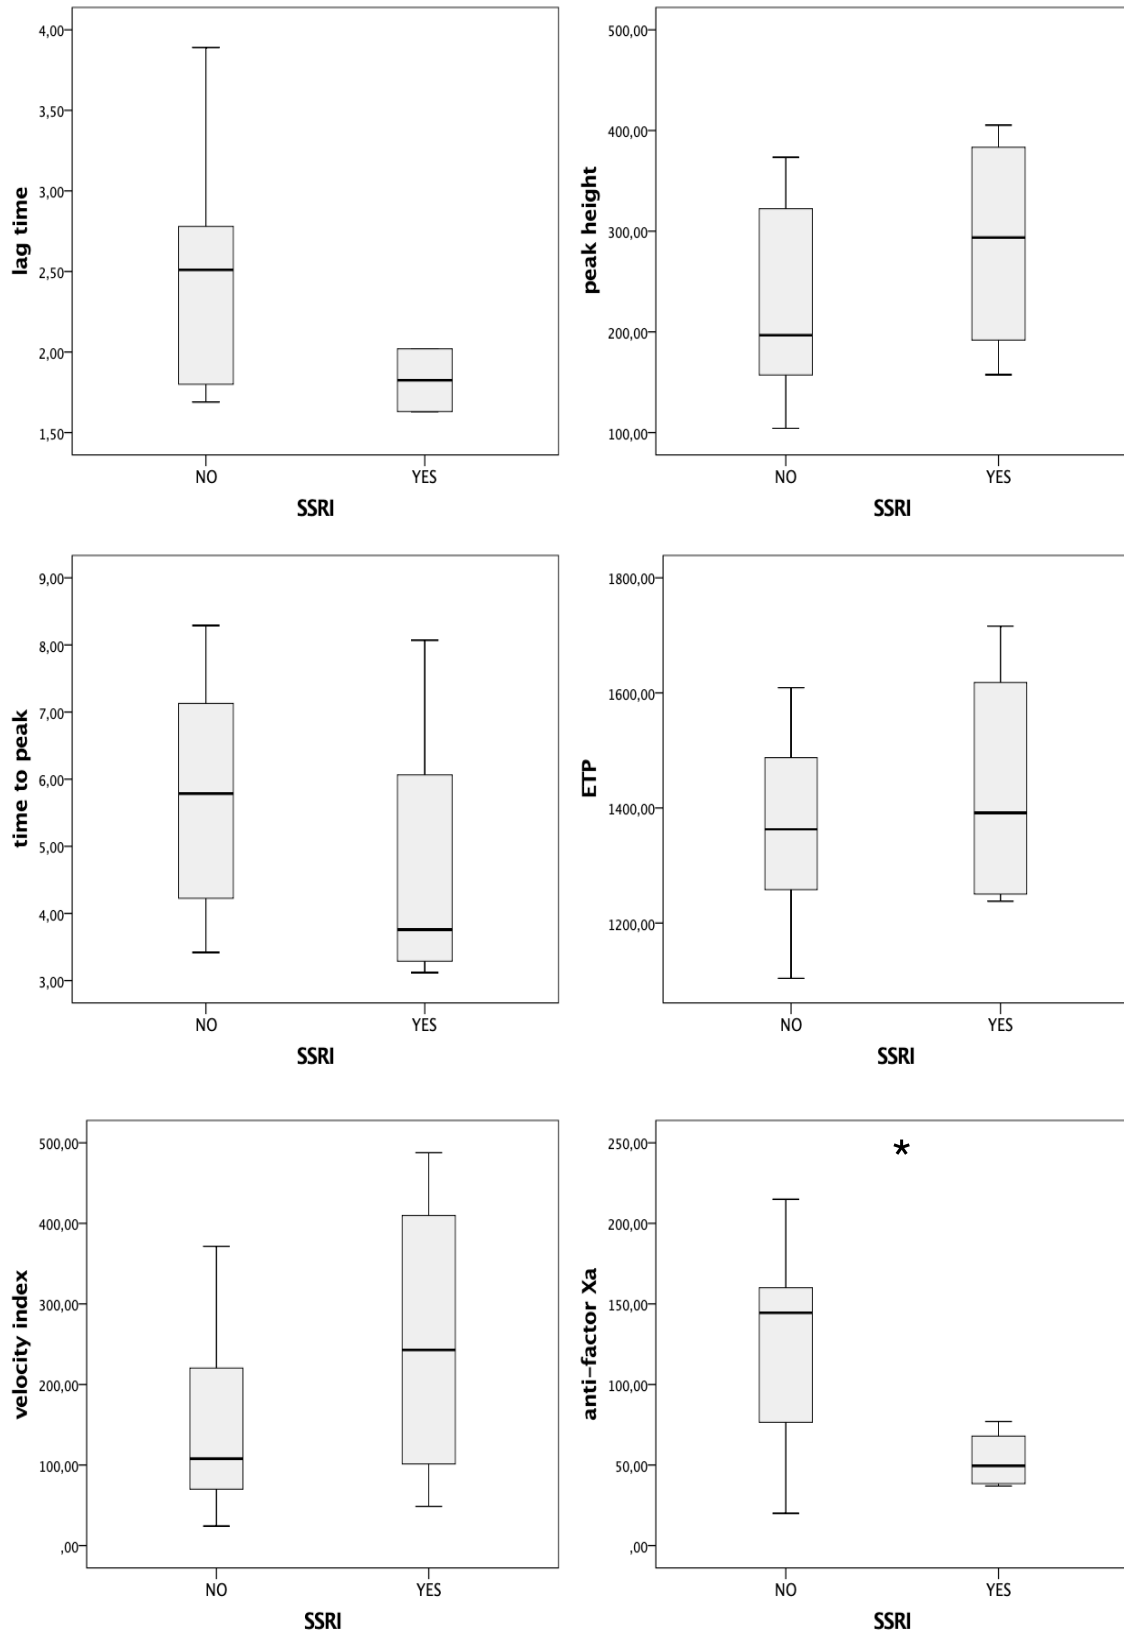 lag time
4,00
3,50
3,00
2,50
2,00
1,50
NO YES
SSRI
peak height
500,00
400,00
300,00
200,00
100,00
NO YES
SSRI
time to peak
9,00
8,00
7,00
6,00
5,00
4,00
3,00
NO YES
SSRI
ETP
1800,00
1600,00
1400,00
1200,00
NO YES
SSRI
velocity index
500,00
400,00
300,00
200,00
100,00
,00
NO YES
SSRI
anti-factor Xa
250,00
200,00
150,00
100,00
50,00
,00
*
NO YES
SSRI